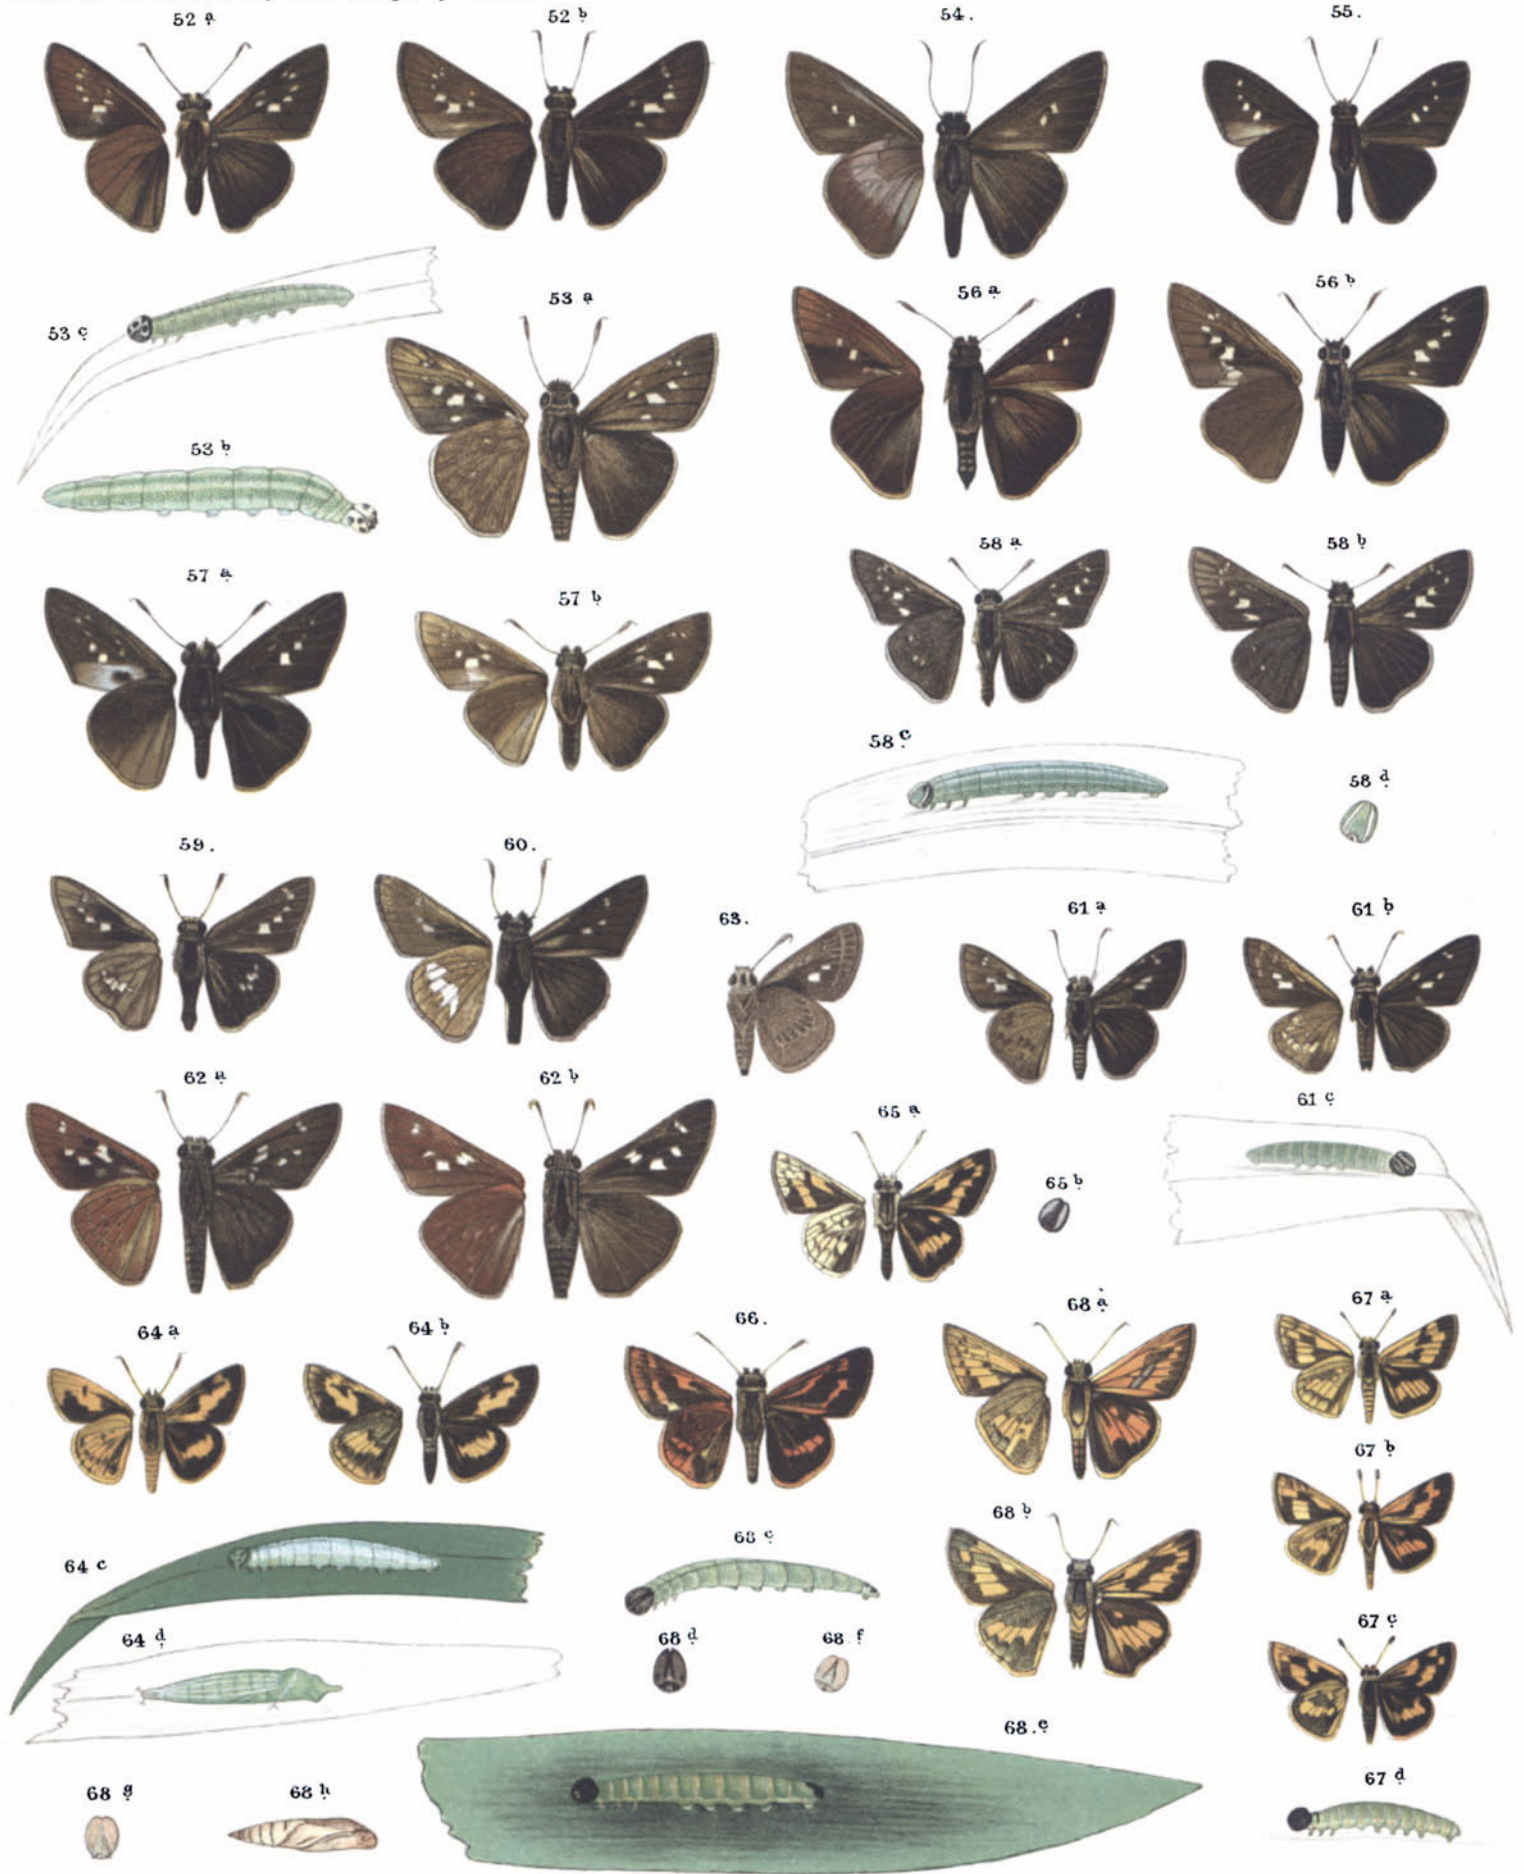 52 a
52 b
54.
55.
53 c
53 a
56 a
56 b
53 b
57 a
57 b
58 a
58 b
58 c
58 d
59.
60.
63.
61 a
61 b
62 a
62 b
65 a
65 b
61 c
64 a
64 b
66.
68 a
67 a
67 b
68 b
64 c
68 c
64 d
68 d
68 f
67 c
68. e
68 g
68 h
67 d